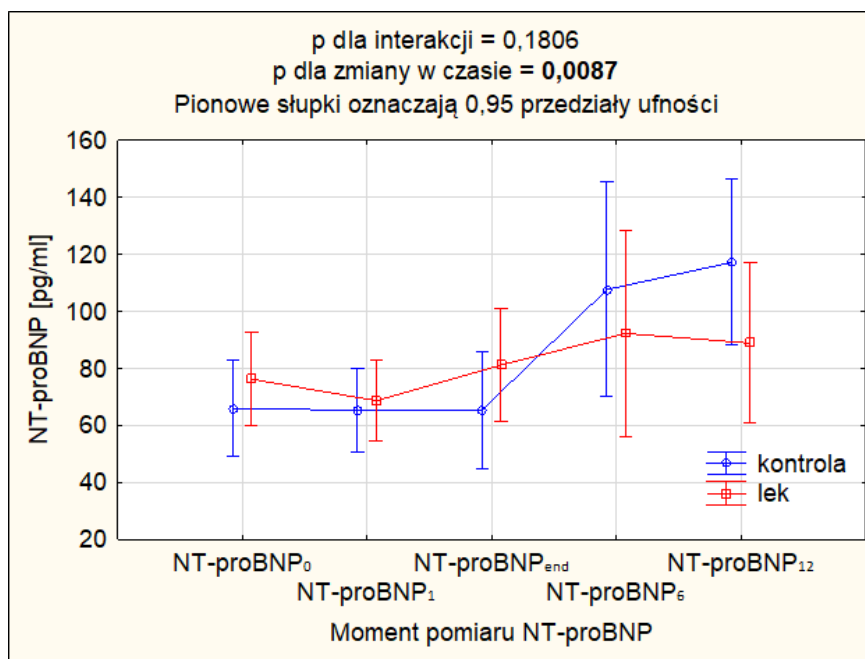 p dla interakcji = 0,1806
p dla zmiany w czasie = 0,0087
Pionowe słupki oznaczają 0,95 przedziały ufności
160
140
120
100
80
60
40
20
NT-proBNP [pg/ml]
kontrola
lek
NT-proBNP₀
NT-proBNP₁
NT-proBNPₑₙd
NT-proBNP₆
NT-proBNP₁₂
Moment pomiaru NT-proBNP